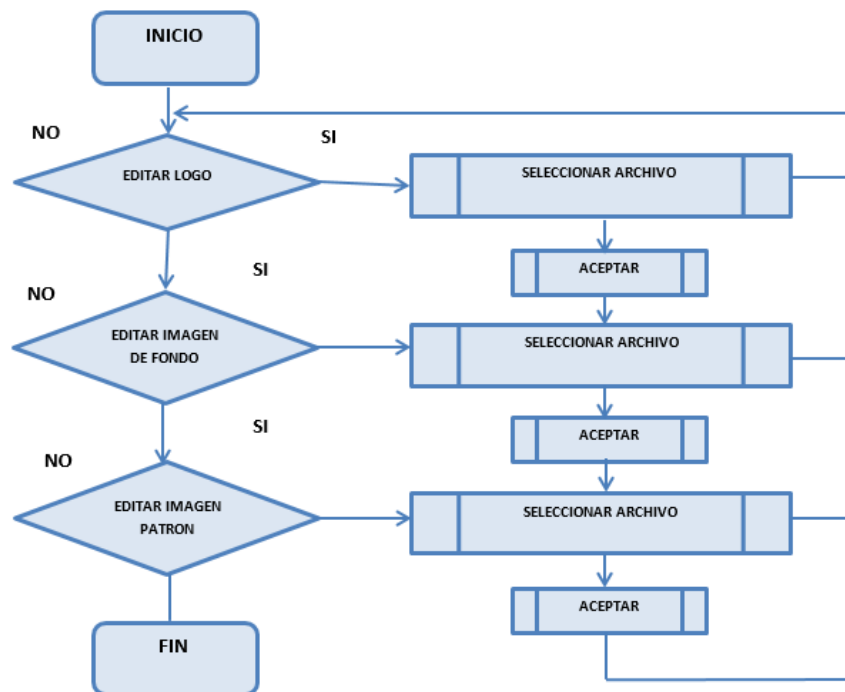 INICIO
NO
SI
EDITAR LOGO
SELECCIONAR ARCHIVO
ACEPTAR
NO
SI
EDITAR IMAGEN
DE FONDO
SELECCIONAR ARCHIVO
ACEPTAR
NO
SI
EDITAR IMAGEN
PATRON
SELECCIONAR ARCHIVO
ACEPTAR
FIN